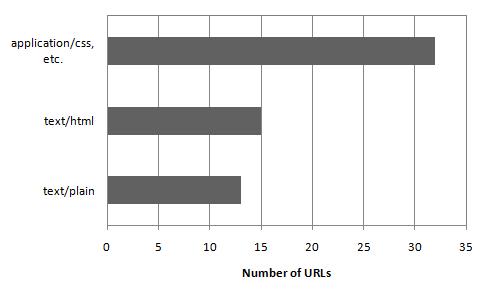 application/css,
etc.
text/html
text/plain
0 5 10 15 20 25 30 35
Number of URLs